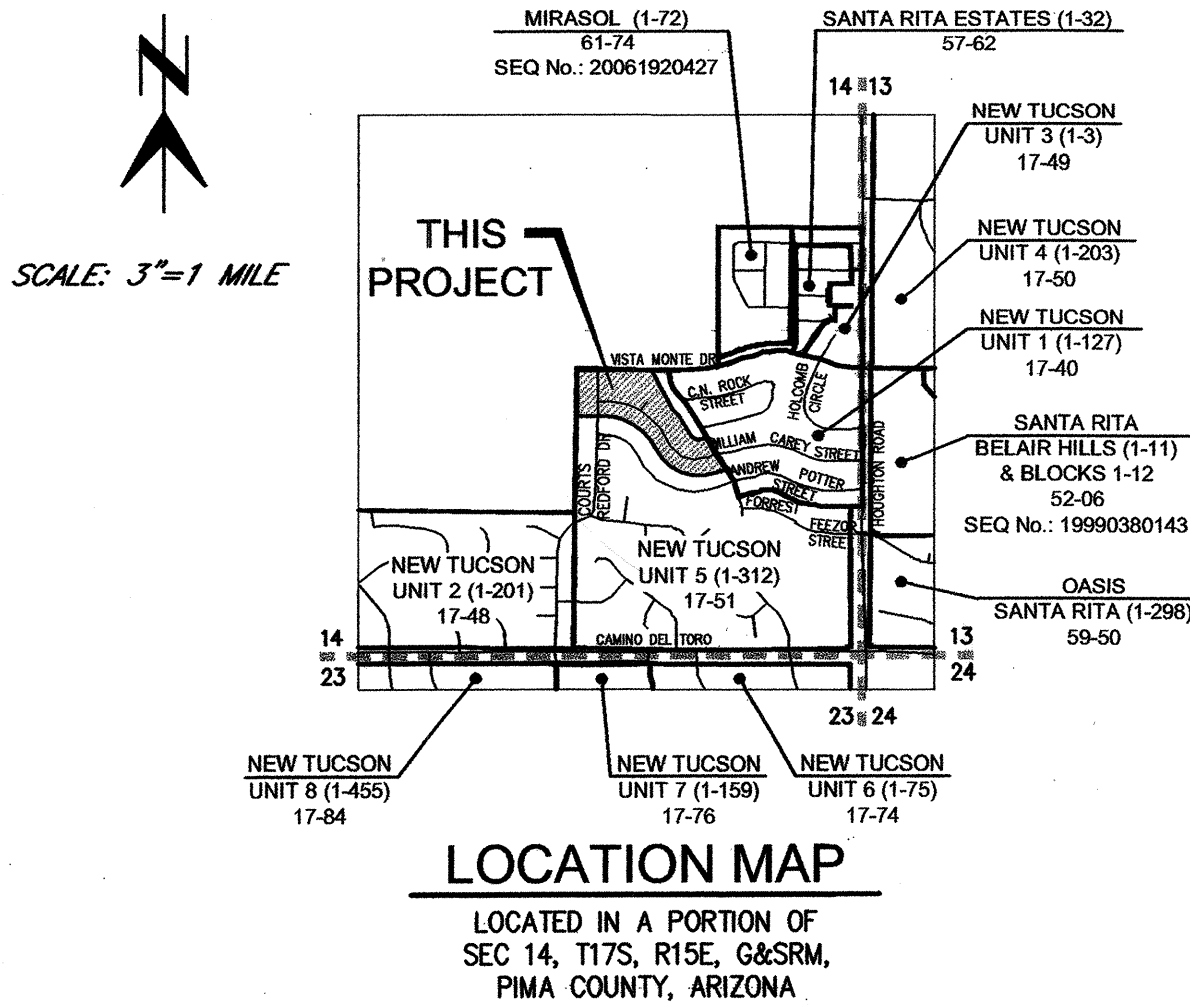 N
SCALE: 3"=1 MILE
MIRASOL (1-72)
61-74
SEQ No.: 20061920427
SANTA RITA ESTATES (1-32)
57-62
14 13
NEW TUCSON
UNIT 3 (1-3)
17-49
NEW TUCSON
UNIT 4 (1-203)
17-50
NEW TUCSON
UNIT 1 (1-127)
17-40
SANTA RITA
BELAIR HILLS (1-11)
& BLOCKS 1-12
52-06
SEQ No.: 19990380143
OASIS
SANTA RITA (1-298)
59-50
THIS
PROJECT
VISTA MONTE DR
C.N. ROCK
STREET
HOLCOMB
CIRCLE
WILLIAM CAREY STREET
ANDREW POTTER
STREET
FORREST FEEZOR
STREET
HOUGHTON ROAD
COURTS
REDFORD DR
NEW TUCSON
UNIT 2 (1-201)
17-48
NEW TUCSON
UNIT 5 (1-312)
17-51
CAMINO DEL TORO
14
23
13
24
23 24
NEW TUCSON
UNIT 8 (1-455)
17-84
NEW TUCSON
UNIT 7 (1-159)
17-76
NEW TUCSON
UNIT 6 (1-75)
17-74
LOCATION MAP
LOCATED IN A PORTION OF
SEC 14, T17S, R15E, G&SRM,
PIMA COUNTY, ARIZONA